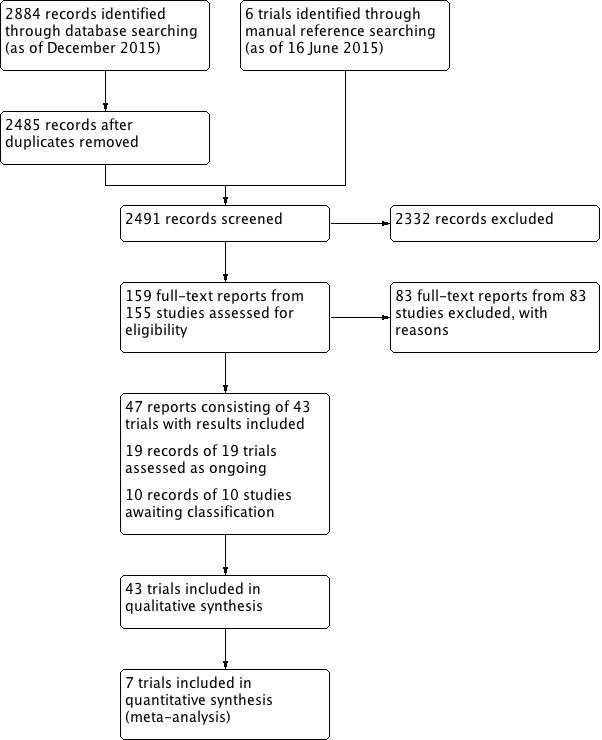 2884 records identified
through database searching
(as of December 2015)
6 trials identified through
manual reference searching
(as of 16 June 2015)
2485 records after
duplicates removed
2491 records screened
2332 records excluded
159 full-text reports from
155 studies assessed for
eligibility
83 full-text reports from 83
studies excluded, with
reasons
47 reports consisting of 43
trials with results included
19 records of 19 trials
assessed as ongoing
10 records of 10 studies
awaiting classification
43 trials included in
qualitative synthesis
7 trials included in
quantitative synthesis
(meta-analysis)